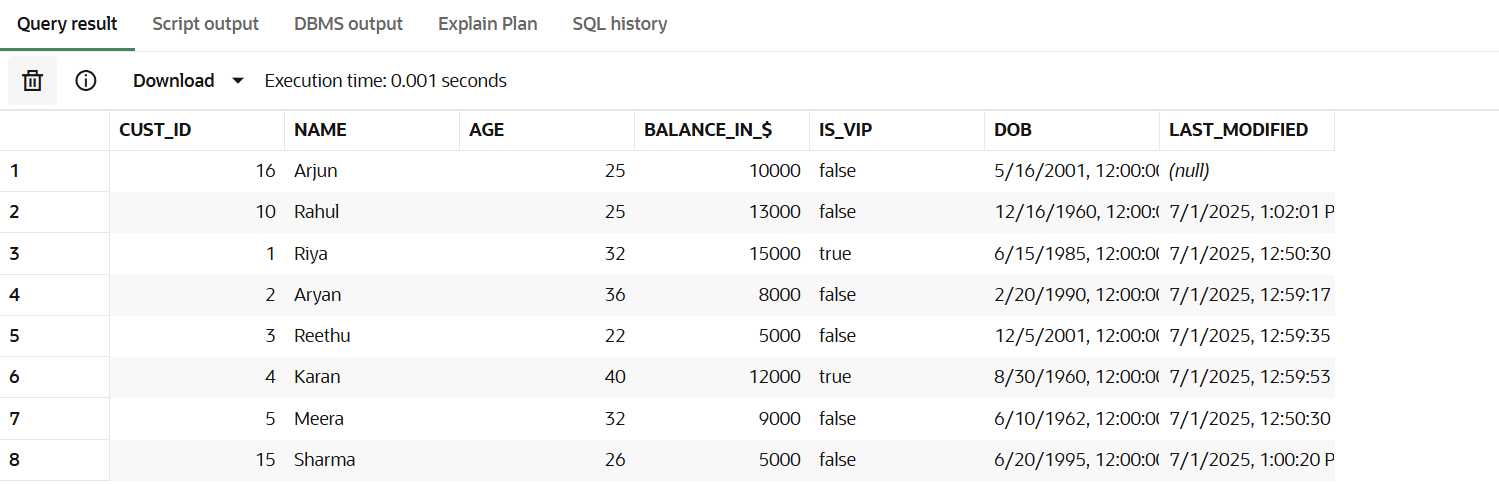 Query result Script output DBMS output Explain Plan SQL history
Download Execution time: 0.001 seconds
CUST_ID NAME AGE BALANCE_IN_$ IS_VIP DOB LAST_MODIFIED
1 16 Arjun 25 10000 false 5/16/2001, 12:00:00 (null)
2 10 Rahul 25 13000 false 12/16/1960, 12:00:0 7/1/2025, 1:02:01 P
3 1 Riya 32 15000 true 6/15/1985, 12:00:00 7/1/2025, 12:50:30
4 2 Aryan 36 8000 false 2/20/1990, 12:00:00 7/1/2025, 12:59:17
5 3 Reethu 22 5000 false 12/5/2001, 12:00:00 7/1/2025, 12:59:35
6 4 Karan 40 12000 true 8/30/1960, 12:00:00 7/1/2025, 12:59:53
7 5 Meera 32 9000 false 6/10/1962, 12:00:00 7/1/2025, 12:50:30
8 15 Sharma 26 5000 false 6/20/1995, 12:00:00 7/1/2025, 1:00:20 P